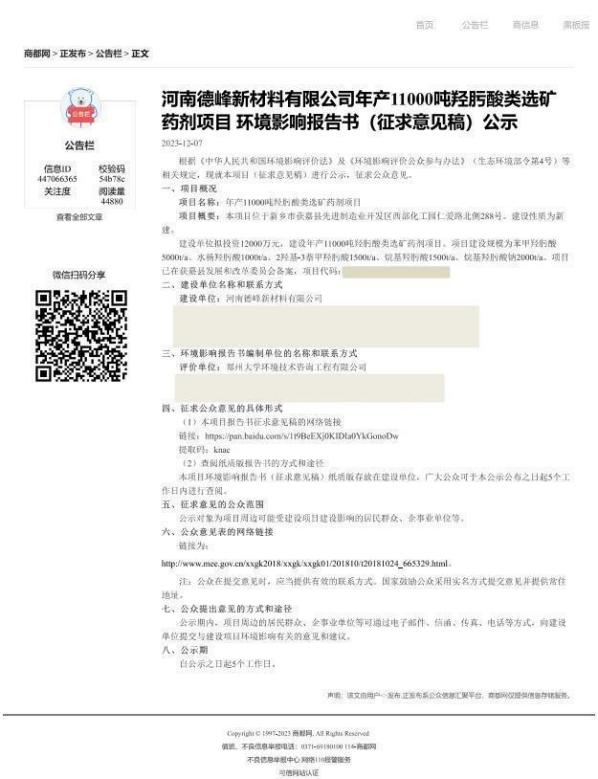 首页 公告栏 商信息 黑板报
商都网 > 正发布 > 公告栏 > 正文
公告栏
公告栏
信息ID 校验码
447066365 54b78c
关注度 阅读量
44880
查看全部文章
微信扫码分享
河南德峰新材料有限公司年产11000吨羟肟酸类选矿
药剂项目 环境影响报告书（征求意见稿）公示
2023-12-07
根据《中华人民共和国环境影响评价法》及《环境影响评价公众参与办法》（生态环境部令第4号）等
相关规定，现就本项目（征求意见稿）进行公示，征求公众意见。
一、项目概况
项目名称：年产11000吨羟肟酸类选矿药剂项目
项目概要：本项目位于新乡市获嘉县先进制造业开发区西部化工园仁爱路北侧288号。建设性质为新
建。
建设单位拟投资12000万元，建设年产11000吨羟肟酸类选矿药剂项目。项目建设规模为苯甲羟肟酸
5000t/a、水杨羟肟酸1000t/a、2羟基-3萘甲羟肟酸1500t/a、烷基羟肟酸1500t/a、烷基羟肟酸钠2000t/a。项目
已在获嘉县发展和改革委员会备案，项目代码：
二、建设单位名称和联系方式
建设单位：河南德峰新材料有限公司
三、环境影响报告书编制单位的名称和联系方式
评价单位：郑州大学环境技术咨询工程有限公司
四、征求公众意见的具体形式
（1）本项目报告书征求意见稿的网络链接
链接：https://pan.baidu.com/s/1t9BeEXj0KIDIa0YkGonoDw
提取码：knac
（2）查阅纸质版报告书的方式和途径
本项目环境影响报告书（征求意见稿）纸质版存放在建设单位，广大公众可于本公示公布之日起5个工
作日内进行查阅。
五、征求意见的公众范围
公示对象为项目周边可能受建设项目建设影响的居民群众、企事业单位等。
六、公众意见表的网络链接
链接为：
http://www.mee.gov.cn/xxgk2018/xxgk/xxgk01/201810/t20181024_665329.html。
注：公众在提交意见时，应当提供有效的联系方式。国家鼓励公众采用实名方式提交意见并提供常住
地址。
七、公众提出意见的方式和途径
公示期内，项目周边的居民群众、企事业单位等可通过电子邮件、信函、传真、电话等方式，向建设
单位提交与建设项目环境影响有关的意见和建议。
八、公示期
自公示之日起5个工作日。
声明：该文由用户一发布,正发布系公众信息汇聚平台，商都网仅提供信息存储服务。
Copyright © 1997-2023 商都网, All Rights Reserved
值班、不良信息举报电话：0371-69190100 114-商都网
不良信息举报中心 网络110报警服务
可信网站认证